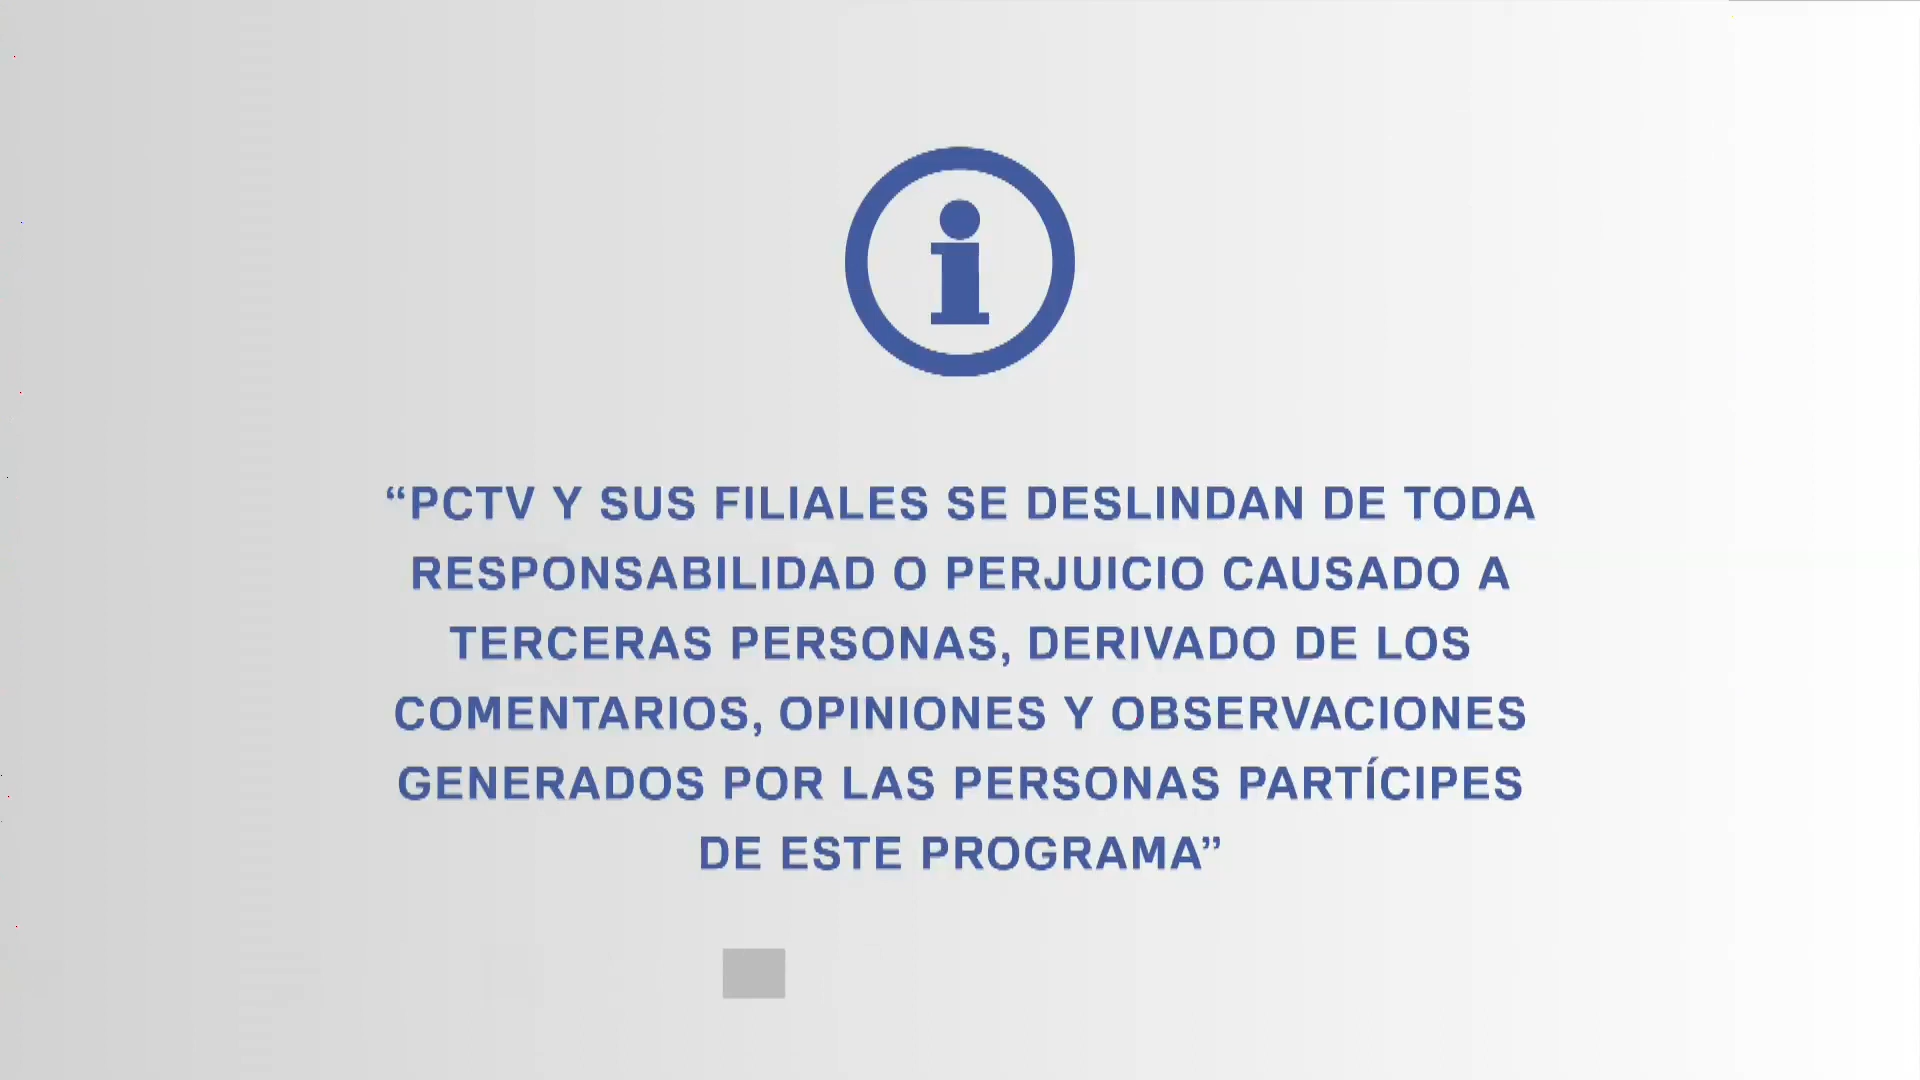 “PCTV Y SUS FILIALES SE DESLINDAN DE TODA
RESPONSABILIDAD O PERJUICIO CAUSADO A
TERCERAS PERSONAS, DERIVADO DE LOS
COMENTARIOS, OPINIONES Y OBSERVACIONES
GENERADOS POR LAS PERSONAS PARTÍCIPES
DE ESTE PROGRAMA”